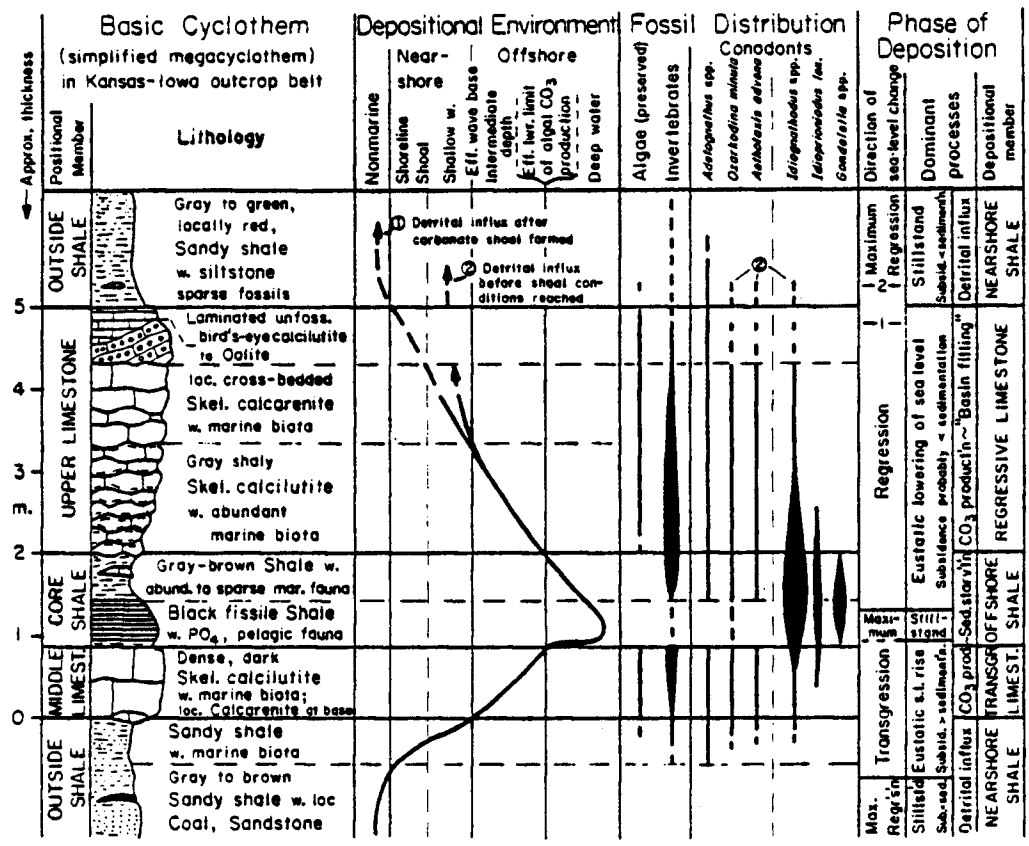 Basic Cyclothem
(simplified megacyclothem)
in Kansas-Iowa outcrop belt
Approx. thickness
Positional
Member
Lithology
Depositional Environment
Nonmarine
Near-
shore
Shoreline
Shoal
Shallow w.
Eff. wave base
Offshore
Intermediate
depth
Eff. lwr. limit
of algal CO3
production
Deep water
Fossil Distribution
Conodonts
Algae (preserved)
Invertebrates
Adetognathus spp.
Ozarkodina minuta
Aethotaxis advena
Idiognathodus spp.
Idioprioniodus lex.
Gondolella spp.
Phase of
Deposition
Direction of
sea-level change
Dominant
processes
Depositional
member
OUTSIDE
SHALE
Gray to green,
locally red,
Sandy shale
w. siltstone
sparse fossils
① Detrital influx after
carbonate shoal formed
② Detrital influx
before shoal con-
ditions reached
②
Maximum
Regression
2
1
Stillstand
Subsid.<sedimentn.
Detrital influx
NEARSHORE
SHALE
5
UPPER LIMESTONE
Laminated unfoss.
bird's-eye calcilutite
to Oolite
4
loc. cross-bedded
Skel. calcarenite
w. marine biota
3
m.
Gray shaly
Skel. calcilutite
w. abundant
marine biota
Regression
Eustatic lowering of sea level
Subsidence probably < sedimentation
CO3 product'n~"Basin filling"
REGRESSIVE LIMESTONE
2
CORE
SHALE
Gray-brown Shale w.
abund. to sparse mar. fauna
Black fissile Shale
w. PO4, pelagic fauna
1
Maxi-
mum
Still-
stand
Sed. starv'n
OFFSHORE
SHALE
MIDDLE
LIMEST.
Dense, dark
Skel. calcilutite
w. marine biota;
loc. Calcarenite at base
0
Transgression
Eustatic s.l. rise
Subsid.>sedimentn.
CO3 prod.
TRANSGR.
LIMEST.
OUTSIDE
SHALE
Sandy shale
w. marine biota
Gray to brown
Sandy shale w. loc
Coal, Sandstone
Max.
Regrs'n
Stillst'd
Sub.<sed.
Detrital influx
NEARSHORE
SHALE